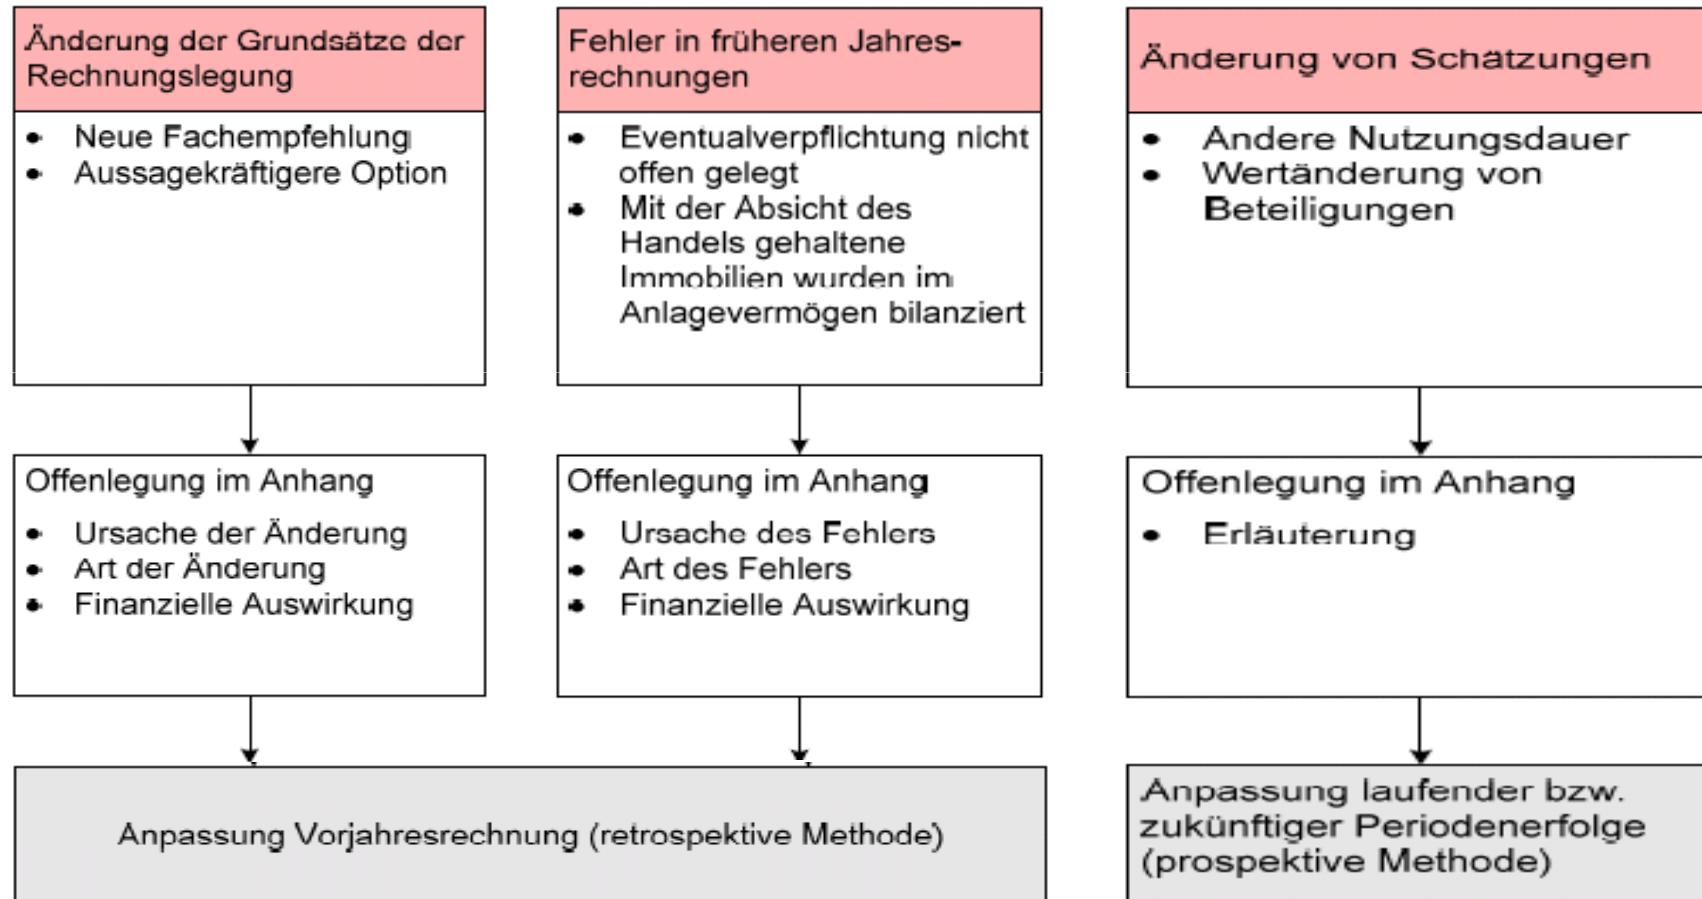 Änderung der Grundsätze der
Rechnungslegung
• Neue Fachempfehlung
• Aussagekräftigere Option
Fehler in früheren Jahres-
rechnungen
• Eventualverpflichtung nicht
offen gelegt
• Mit der Absicht des
Handels gehaltene
Immobilien wurden im
Anlagevermögen bilanziert
Änderung von Schätzungen
• Andere Nutzungsdauer
• Wertänderung von
Beteiligungen
Offenlegung im Anhang
• Ursache der Änderung
• Art der Änderung
• Finanzielle Auswirkung
Offenlegung im Anhang
• Ursache des Fehlers
• Art des Fehlers
• Finanzielle Auswirkung
Offenlegung im Anhang
• Erläuterung
Anpassung Vorjahresrechnung (retrospektive Methode)
Anpassung laufender bzw.
zukünftiger Periodenerfolge
(prospektive Methode)